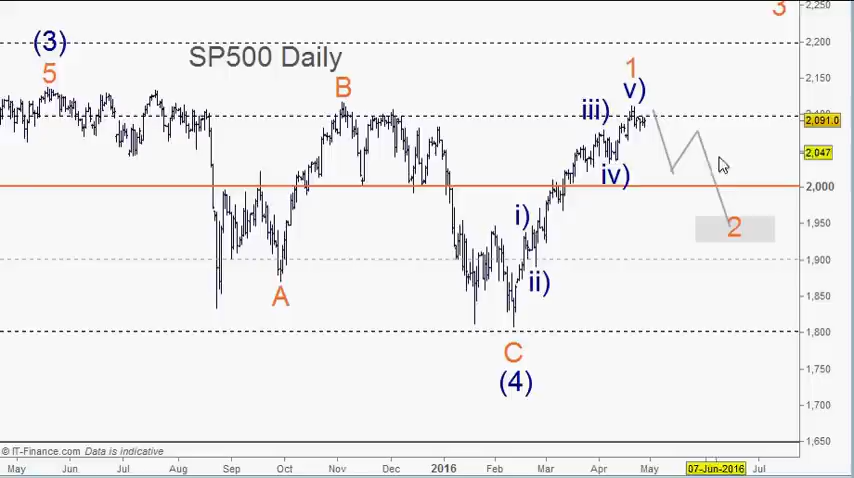 2,250
3
(3)
SP500 Daily
2,200
5
B
1
v)
iii)
2,150
2,100
2,091.0
2,047
iv)
2,000
i)
2
1,950
ii)
1,900
A
1,850
1,800
C
(4)
1,750
1,700
1,650
© IT-Finance.com Data is indicative
May Jun Jul Aug Sep Oct Nov Dec 2016 Feb Mar Apr May 07-Jun-2016 Jul